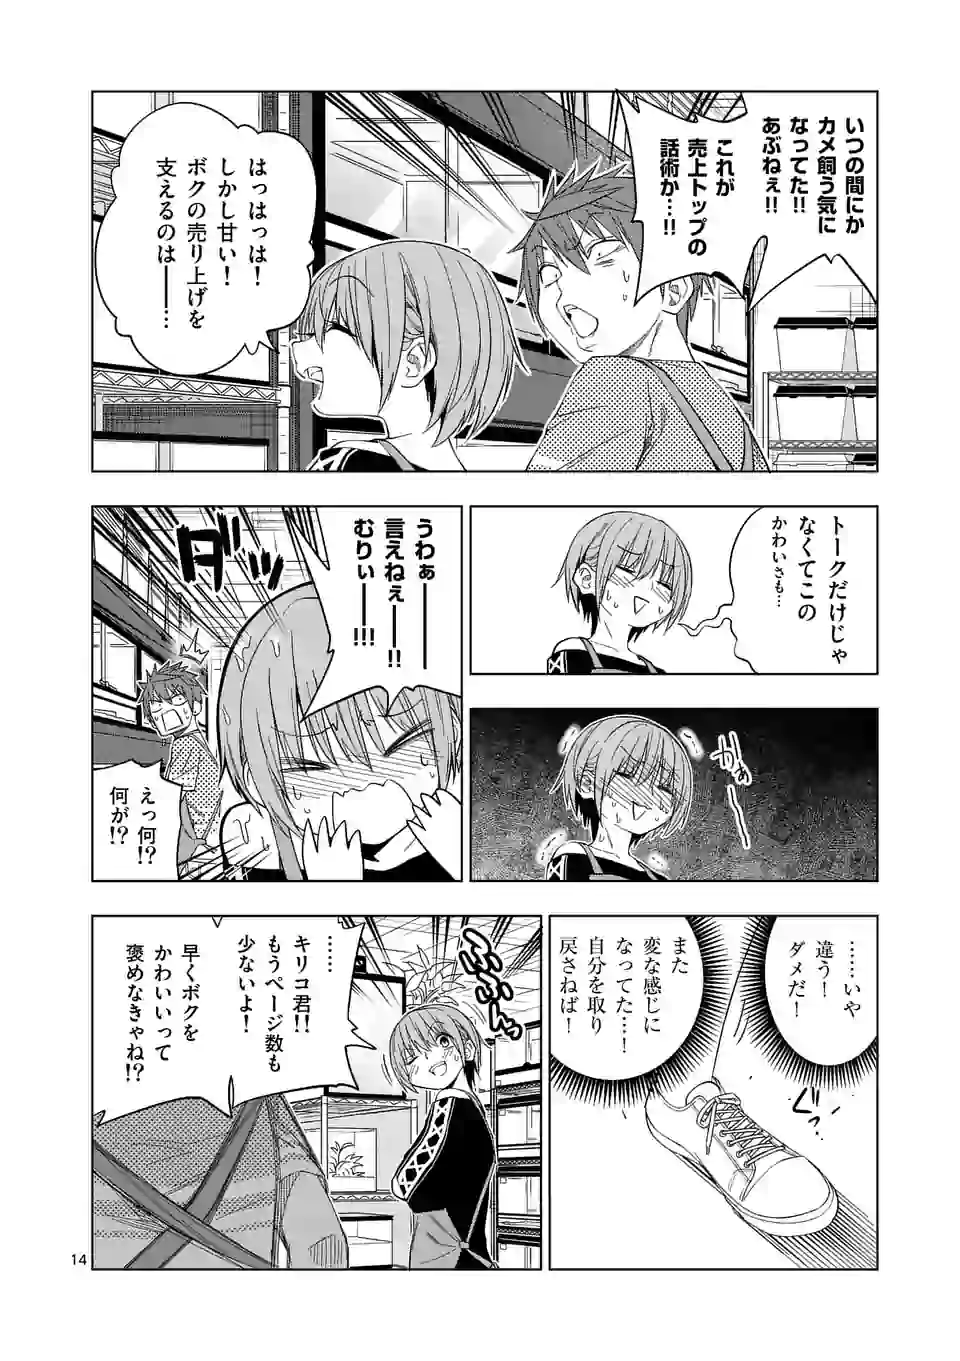 いつの間にか
カメ飼う気に
なってた!!
あぶねぇ!!
これが
売上トップの
話術か…!!
はっはっは！
しかし甘い！
ボクの売り上げを
支えるのは――…
トークだけじゃ
なくてこの
かわいさも…
かぁっ
うわぁ――
言えねぇ――!!
むりぃ――!!!
ダッ
えっ何!?
何が!?
……いや
違う！
ダメだ！
また
変な感じに
なってた…！
自分を取り
戻さねば！
ぐっ
……
キリコ君!!
もうページ数も
少ないよ！
早くボクを
かわいいって
褒めなきゃね!?
14